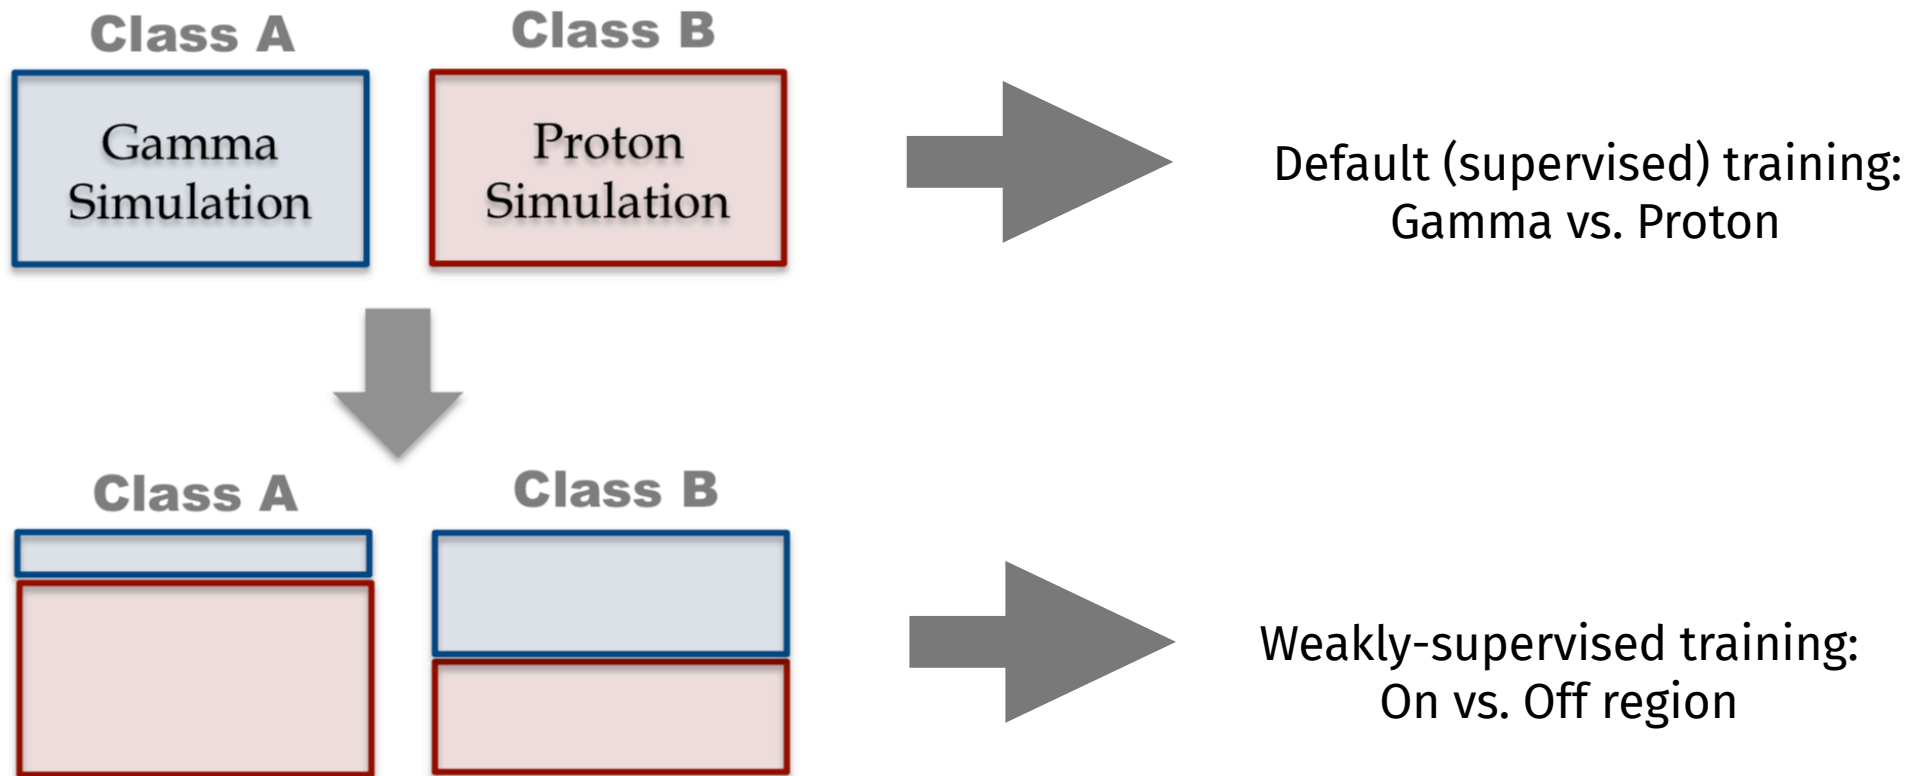 Class A
Class B
Gamma
Simulation
Proton
Simulation
Default (supervised) training:
Gamma vs. Proton
Class A
Class B
Weakly-supervised training:
On vs. Off region